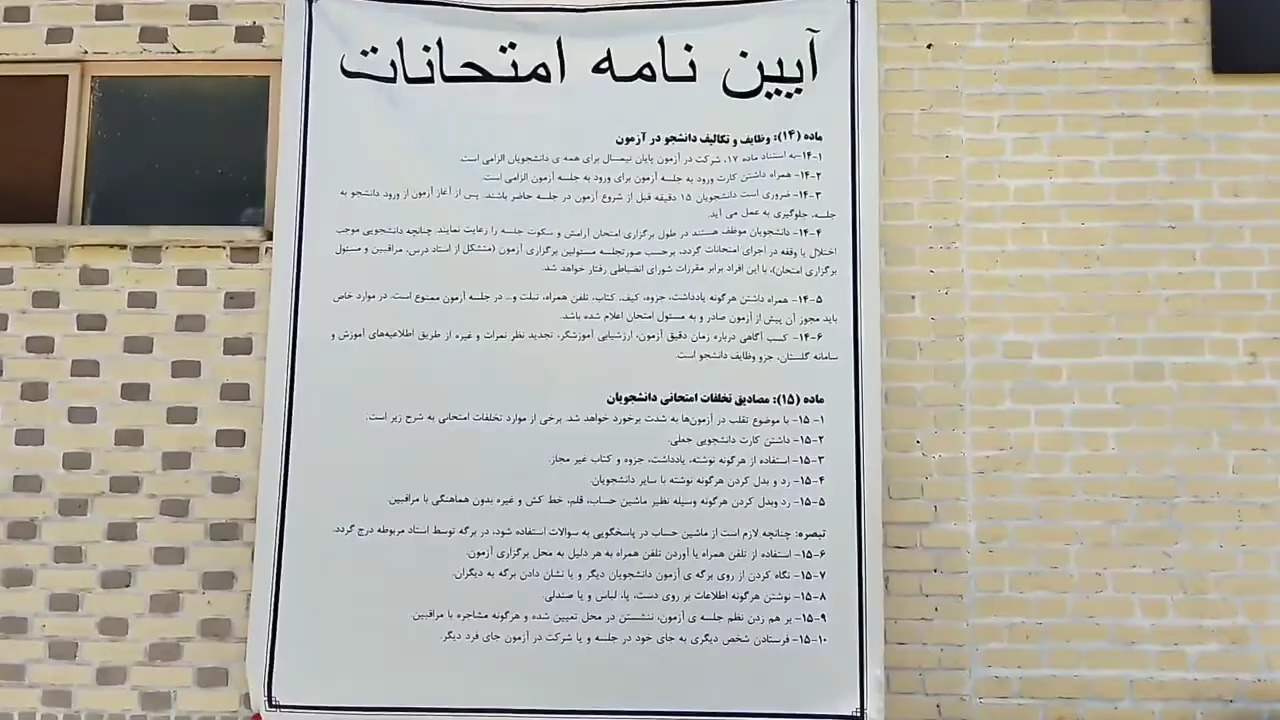 آیین نامه امتحانات
ماده (۱۴): وظایف و تکالیف دانشجو در آزمون
۱۴-۱- به استناد ماده ۱۷، شرکت در آزمون پایان نیمسال برای همه ی دانشجویان الزامی است.
۱۴-۲- همراه داشتن کارت ورود به جلسه آزمون برای ورود به جلسه آزمون الزامی است.
۱۴-۳- ضروری است دانشجویان ۱۵ دقیقه قبل از شروع آزمون در جلسه حاضر باشند. پس از آغاز آزمون از ورود دانشجو به
جلسه، جلوگیری به عمل می آید.
۱۴-۴- دانشجویان موظف هستند در طول برگزاری امتحان آرامش و سکوت جلسه را رعایت نمایند. چنانچه دانشجویی موجب
اختلال یا وقفه در اجرای امتحانات گردد، برحسب صورتجلسه مسئولین برگزاری آزمون (متشکل از استاد درس، مراقبین و مسئول
برگزاری امتحان)، با این افراد برابر مقررات شورای انضباطی رفتار خواهد شد.
۱۴-۵- همراه داشتن هرگونه یادداشت، جزوه، کیف، کتاب، تلفن همراه، تبلت و... در جلسه آزمون ممنوع است. در موارد خاص
باید مجوز آن پیش از آزمون صادر و به مسئول امتحان اعلام شده باشد.
۱۴-۶- کسب آگاهی درباره زمان دقیق آزمون، ارزشیابی آموزشگر، تجدید نظر نمرات و غیره از طریق اطلاعیه‌های آموزش و
سامانه گلستان، جزو وظایف دانشجو است.
ماده (۱۵): مصادیق تخلفات امتحانی دانشجویان
۱۵-۱- با موضوع تقلب در آزمون‌ها به شدت برخورد خواهد شد. برخی از موارد تخلفات امتحانی به شرح زیر است:
۱۵-۲- داشتن کارت دانشجویی جعلی.
۱۵-۳- استفاده از هرگونه نوشته، یادداشت، جزوه و کتاب غیر مجاز.
۱۵-۴- رد و بدل کردن هرگونه نوشته با سایر دانشجویان.
۱۵-۵- رد وبدل کردن هرگونه وسیله نظیر ماشین حساب، قلم، خط کش و غیره بدون هماهنگی با مراقبین.
تبصره: چنانچه لازم است از ماشین حساب در پاسخگویی به سوالات استفاده شود، در برگه توسط استاد مربوطه درج گردد.
۱۵-۶- استفاده از تلفن همراه یا آوردن تلفن همراه به هر دلیل به محل برگزاری آزمون.
۱۵-۷- نگاه کردن از روی برگه ی آزمون دانشجویان دیگر و یا نشان دادن برگه به دیگران.
۱۵-۸- نوشتن هرگونه اطلاعات بر روی دست، پا، لباس و یا صندلی.
۱۵-۹- بر هم زدن نظم جلسه ی آزمون، ننشستن در محل تعیین شده و هرگونه مشاجره با مراقبین.
۱۵-۱۰- فرستادن شخص دیگری به جای خود در جلسه و یا شرکت در آزمون جای فرد دیگر.